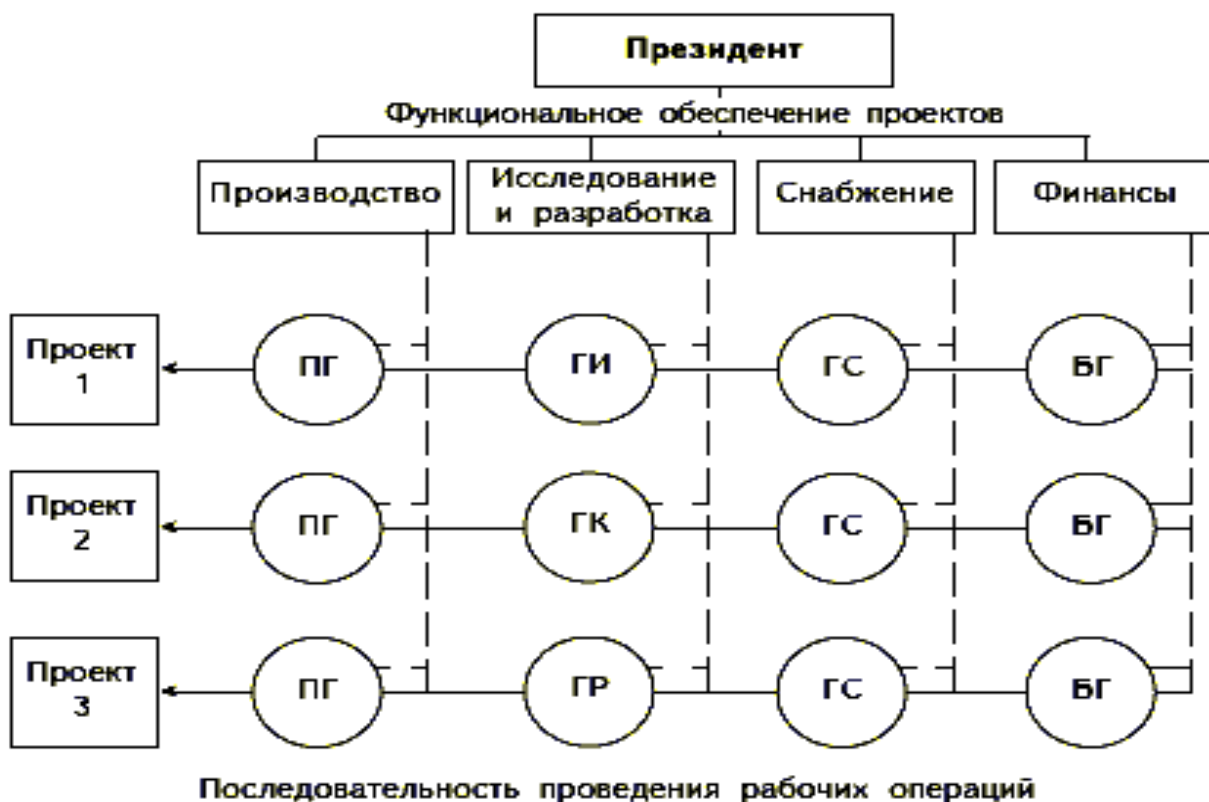 Президент
Функциональное обеспечение проектов
Производство
Исследование
и разработка
Снабжение
Финансы
Проект
1
ПГ
ГИ
ГС
БГ
Проект
2
ПГ
ГК
ГС
БГ
Проект
3
ПГ
ГР
ГС
БГ
Последовательность проведения рабочих операций